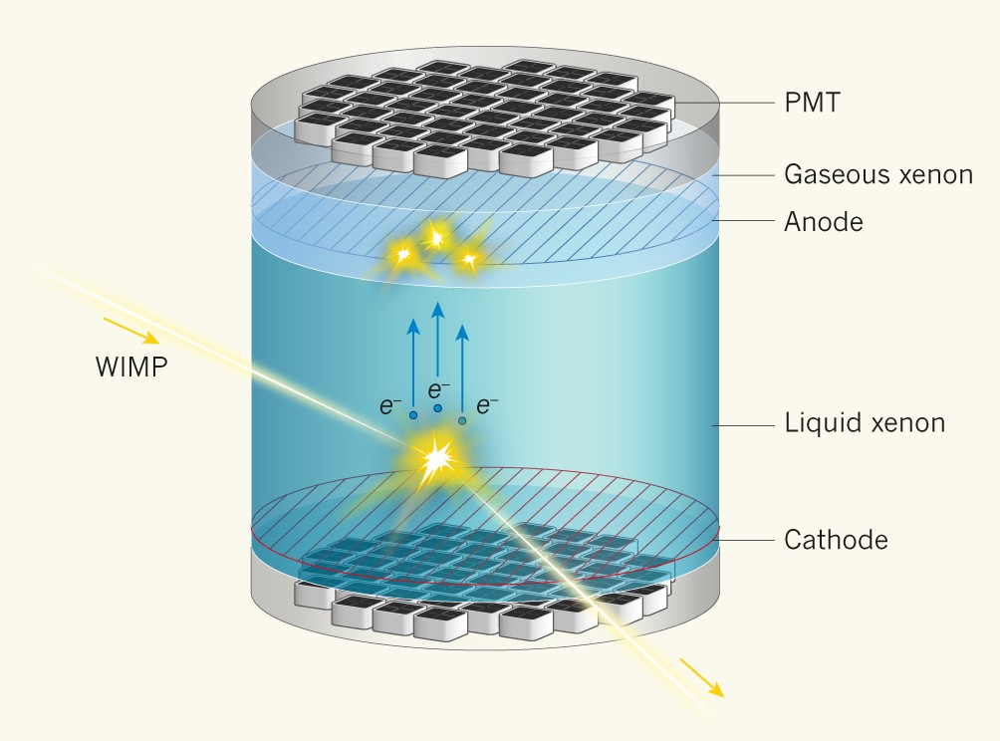 PMT
Gaseous xenon
Anode
WIMP
e⁻
e⁻
e⁻
Liquid xenon
Cathode